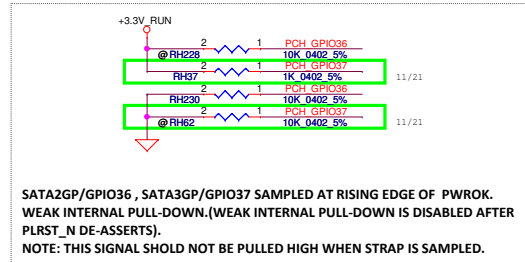 +3.3V_RUN
2 1 PCH_GPIO36
@RH228 10K_0402_5%
2 1 PCH_GPIO37
RH37 1K_0402_5% 11/21
2 1 PCH_GPIO36
RH230 10K_0402_5%
2 1 PCH_GPIO37
@RH62 10K_0402_5% 11/21
SATA2GP/GPIO36 , SATA3GP/GPIO37 SAMPLED AT RISING EDGE OF PWROK.
WEAK INTERNAL PULL-DOWN.(WEAK INTERNAL PULL-DOWN IS DISABLED AFTER
PLRST_N DE-ASSERTS).
NOTE: THIS SIGNAL SHOLD NOT BE PULLED HIGH WHEN STRAP IS SAMPLED.